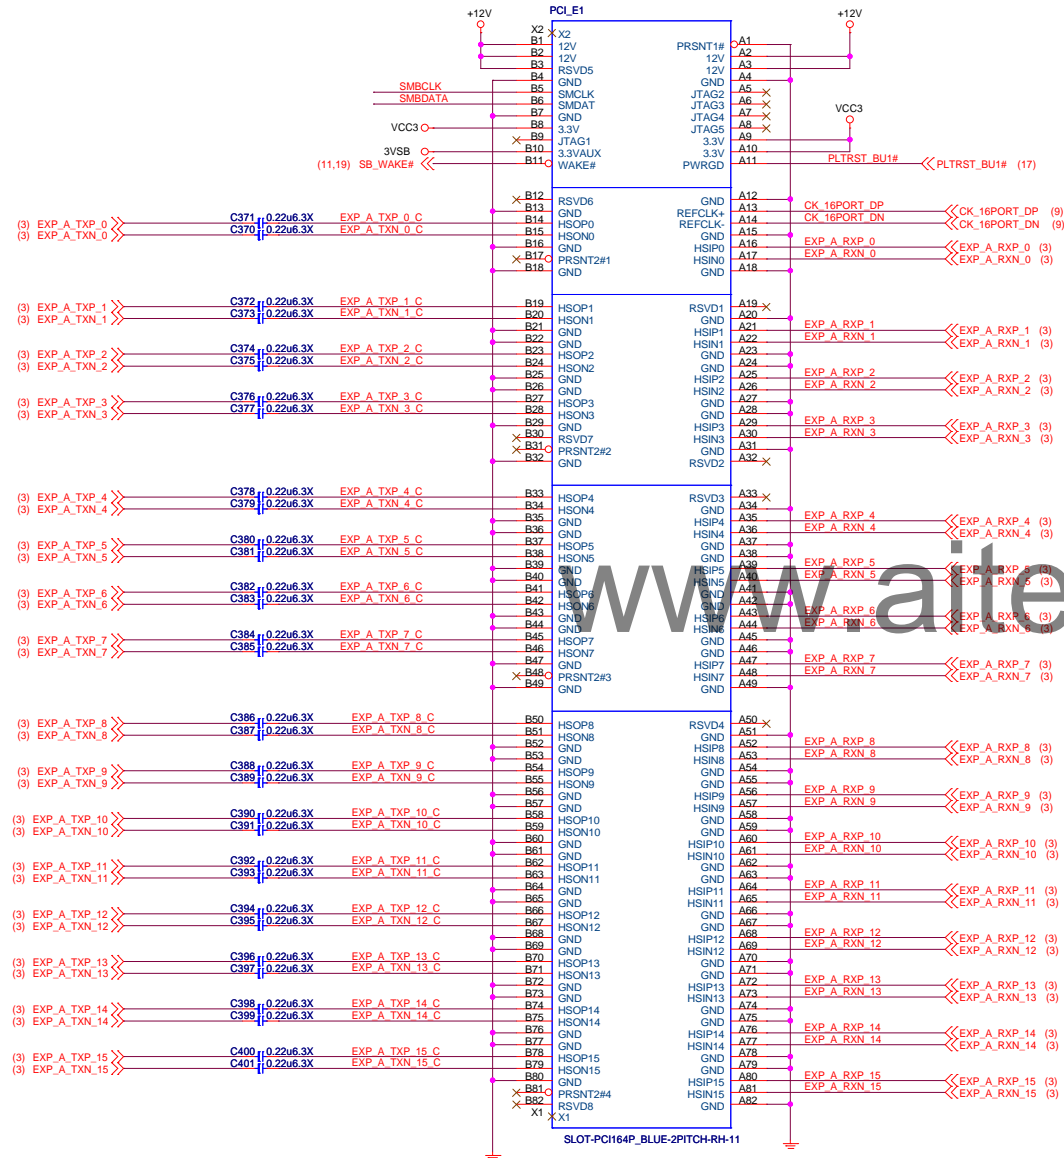 PCI_E1
+12V +12V
X2 X2
B1 12V PRSNT1# A1
B2 12V 12V A2
B3 RSVD5 12V A3
B4 GND GND A4
SMBCLK B5 SMCLK JTAG2 A5
SMBDATA B6 SMDAT JTAG3 A6
B7 GND JTAG4 A7
VCC3 B8 3.3V JTAG5 A8 VCC3
B9 JTAG1 3.3V A9
3VSB B10 3.3VAUX 3.3V A10
(11,19) SB_WAKE# B11 WAKE# PWRGD A11 PLTRST_BU1# PLTRST_BU1# (17)
B12 RSVD6 GND A12
B13 GND REFCLK+ A13 CK_16PORT_DP CK_16PORT_DP (9)
(3) EXP_A_TXP_0 C371 0.22u6.3X EXP_A_TXP_0_C B14 HSOP0 REFCLK- A14 CK_16PORT_DN CK_16PORT_DN (9)
(3) EXP_A_TXN_0 C370 0.22u6.3X EXP_A_TXN_0_C B15 HSON0 GND A15
B16 GND HSIP0 A16 EXP_A_RXP_0 EXP_A_RXP_0 (3)
B17 PRSNT2#1 HSIN0 A17 EXP_A_RXN_0 EXP_A_RXN_0 (3)
B18 GND GND A18
(3) EXP_A_TXP_1 C372 0.22u6.3X EXP_A_TXP_1_C B19 HSOP1 RSVD1 A19
(3) EXP_A_TXN_1 C373 0.22u6.3X EXP_A_TXN_1_C B20 HSON1 GND A20
B21 GND HSIP1 A21 EXP_A_RXP_1 EXP_A_RXP_1 (3)
B22 GND HSIN1 A22 EXP_A_RXN_1 EXP_A_RXN_1 (3)
(3) EXP_A_TXP_2 C374 0.22u6.3X EXP_A_TXP_2_C B23 HSOP2 GND A23
(3) EXP_A_TXN_2 C375 0.22u6.3X EXP_A_TXN_2_C B24 HSON2 GND A24
B25 GND HSIP2 A25 EXP_A_RXP_2 EXP_A_RXP_2 (3)
B26 GND HSIN2 A26 EXP_A_RXN_2 EXP_A_RXN_2 (3)
(3) EXP_A_TXP_3 C376 0.22u6.3X EXP_A_TXP_3_C B27 HSOP3 GND A27
(3) EXP_A_TXN_3 C377 0.22u6.3X EXP_A_TXN_3_C B28 HSON3 GND A28
B29 GND HSIP3 A29 EXP_A_RXP_3 EXP_A_RXP_3 (3)
B30 RSVD7 HSIN3 A30 EXP_A_RXN_3 EXP_A_RXN_3 (3)
B31 PRSNT2#2 GND A31
B32 GND RSVD2 A32
(3) EXP_A_TXP_4 C378 0.22u6.3X EXP_A_TXP_4_C B33 HSOP4 RSVD3 A33
(3) EXP_A_TXN_4 C379 0.22u6.3X EXP_A_TXN_4_C B34 HSON4 GND A34
B35 GND HSIP4 A35 EXP_A_RXP_4 EXP_A_RXP_4 (3)
B36 GND HSIN4 A36 EXP_A_RXN_4 EXP_A_RXN_4 (3)
(3) EXP_A_TXP_5 C380 0.22u6.3X EXP_A_TXP_5_C B37 HSOP5 GND A37
(3) EXP_A_TXN_5 C381 0.22u6.3X EXP_A_TXN_5_C B38 HSON5 GND A38
B39 GND HSIP5 A39 EXP_A_RXP_5 EXP_A_RXP_5 (3)
B40 GND HSIN5 A40 EXP_A_RXN_5 EXP_A_RXN_5 (3)
(3) EXP_A_TXP_6 C382 0.22u6.3X EXP_A_TXP_6_C B41 HSOP6 GND A41
(3) EXP_A_TXN_6 C383 0.22u6.3X EXP_A_TXN_6_C B42 HSON6 GND A42
www.aite
B43 GND HSIP6 A43 EXP_A_RXP_6 EXP_A_RXP_6 (3)
B44 GND HSIN6 A44 EXP_A_RXN_6 EXP_A_RXN_6 (3)
(3) EXP_A_TXP_7 C384 0.22u6.3X EXP_A_TXP_7_C B45 HSOP7 GND A45
(3) EXP_A_TXN_7 C385 0.22u6.3X EXP_A_TXN_7_C B46 HSON7 GND A46
B47 GND HSIP7 A47 EXP_A_RXP_7 EXP_A_RXP_7 (3)
B48 PRSNT2#3 HSIN7 A48 EXP_A_RXN_7 EXP_A_RXN_7 (3)
B49 GND GND A49
(3) EXP_A_TXP_8 C386 0.22u6.3X EXP_A_TXP_8_C B50 HSOP8 RSVD4 A50
(3) EXP_A_TXN_8 C387 0.22u6.3X EXP_A_TXN_8_C B51 HSON8 GND A51
B52 GND HSIP8 A52 EXP_A_RXP_8 EXP_A_RXP_8 (3)
B53 GND HSIN8 A53 EXP_A_RXN_8 EXP_A_RXN_8 (3)
(3) EXP_A_TXP_9 C388 0.22u6.3X EXP_A_TXP_9_C B54 HSOP9 GND A54
(3) EXP_A_TXN_9 C389 0.22u6.3X EXP_A_TXN_9_C B55 HSON9 GND A55
B56 GND HSIP9 A56 EXP_A_RXP_9 EXP_A_RXP_9 (3)
B57 GND HSIN9 A57 EXP_A_RXN_9 EXP_A_RXN_9 (3)
(3) EXP_A_TXP_10 C390 0.22u6.3X EXP_A_TXP_10_C B58 HSOP10 GND A58
(3) EXP_A_TXN_10 C391 0.22u6.3X EXP_A_TXN_10_C B59 HSON10 GND A59
B60 GND HSIP10 A60 EXP_A_RXP_10 EXP_A_RXP_10 (3)
B61 GND HSIN10 A61 EXP_A_RXN_10 EXP_A_RXN_10 (3)
(3) EXP_A_TXP_11 C392 0.22u6.3X EXP_A_TXP_11_C B62 HSOP11 GND A62
(3) EXP_A_TXN_11 C393 0.22u6.3X EXP_A_TXN_11_C B63 HSON11 GND A63
B64 GND HSIP11 A64 EXP_A_RXP_11 EXP_A_RXP_11 (3)
B65 GND HSIN11 A65 EXP_A_RXN_11 EXP_A_RXN_11 (3)
(3) EXP_A_TXP_12 C394 0.22u6.3X EXP_A_TXP_12_C B66 HSOP12 GND A66
(3) EXP_A_TXN_12 C395 0.22u6.3X EXP_A_TXN_12_C B67 HSON12 GND A67
B68 GND HSIP12 A68 EXP_A_RXP_12 EXP_A_RXP_12 (3)
B69 GND HSIN12 A69 EXP_A_RXN_12 EXP_A_RXN_12 (3)
(3) EXP_A_TXP_13 C396 0.22u6.3X EXP_A_TXP_13_C B70 HSOP13 GND A70
(3) EXP_A_TXN_13 C397 0.22u6.3X EXP_A_TXN_13_C B71 HSON13 GND A71
B72 GND HSIP13 A72 EXP_A_RXP_13 EXP_A_RXP_13 (3)
B73 GND HSIN13 A73 EXP_A_RXN_13 EXP_A_RXN_13 (3)
(3) EXP_A_TXP_14 C398 0.22u6.3X EXP_A_TXP_14_C B74 HSOP14 GND A74
(3) EXP_A_TXN_14 C399 0.22u6.3X EXP_A_TXN_14_C B75 HSON14 GND A75
B76 GND HSIP14 A76 EXP_A_RXP_14 EXP_A_RXP_14 (3)
B77 GND HSIN14 A77 EXP_A_RXN_14 EXP_A_RXN_14 (3)
(3) EXP_A_TXP_15 C400 0.22u6.3X EXP_A_TXP_15_C B78 HSOP15 GND A78
(3) EXP_A_TXN_15 C401 0.22u6.3X EXP_A_TXN_15_C B79 HSON15 GND A79
B80 GND HSIP15 A80 EXP_A_RXP_15 EXP_A_RXP_15 (3)
B81 PRSNT2#4 HSIN15 A81 EXP_A_RXN_15 EXP_A_RXN_15 (3)
B82 RSVD8 GND A82
X1 X1
SLOT-PCI164P_BLUE-2PITCH-RH-11